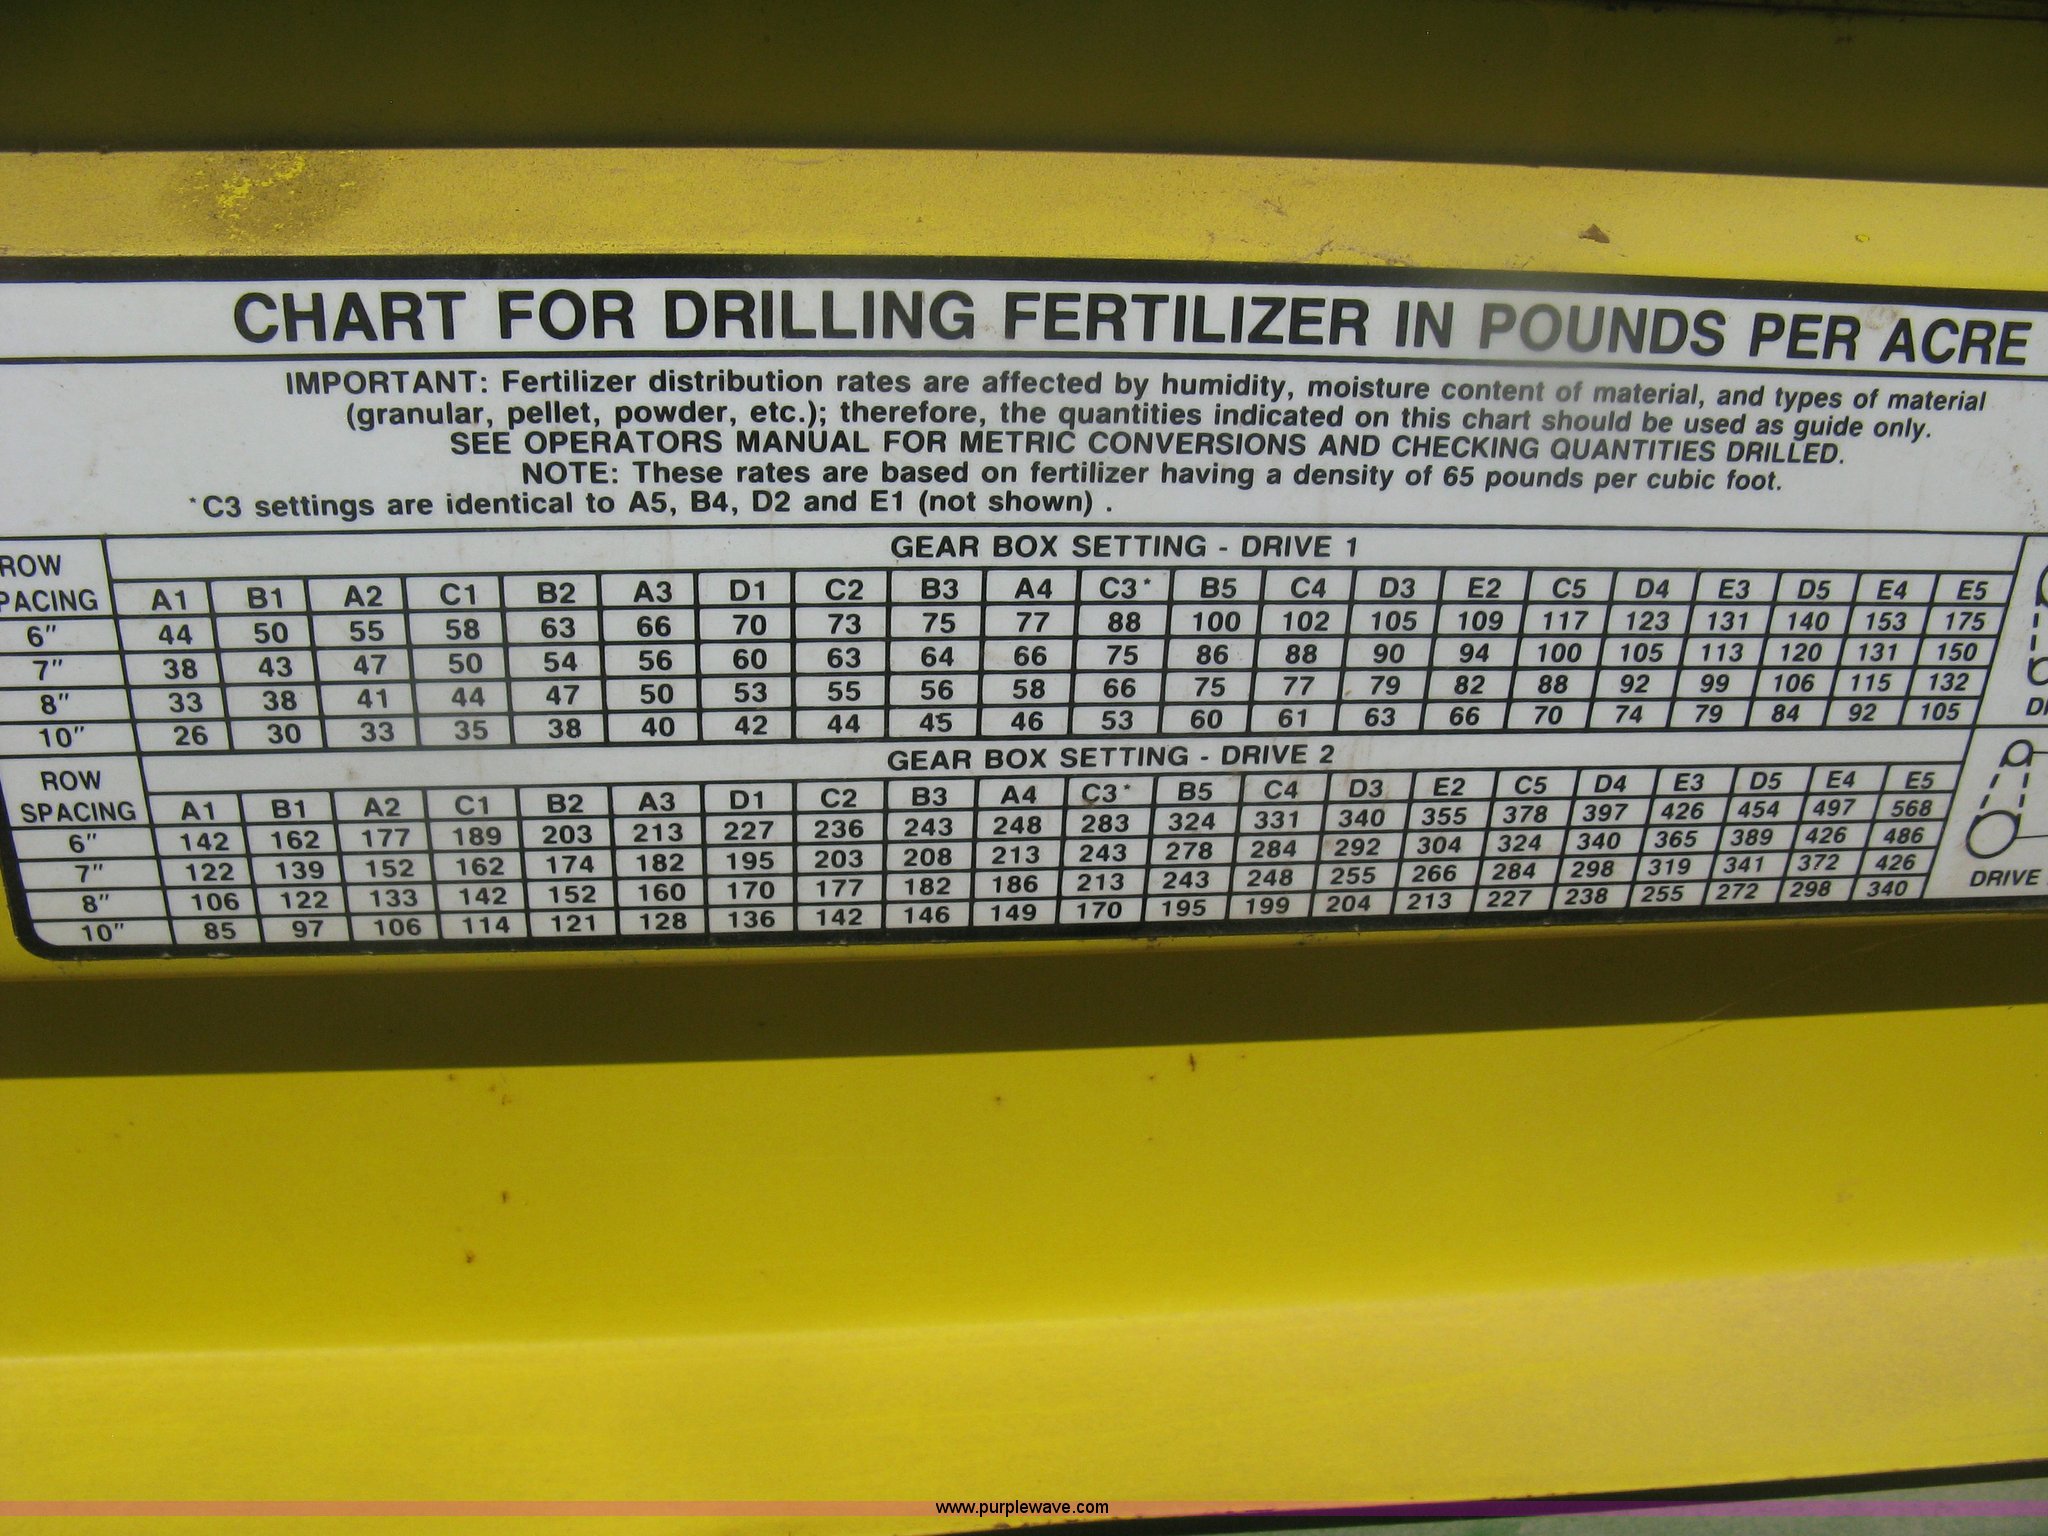 CHART FOR DRILLING FERTILIZER IN POUNDS PER ACRE
IMPORTANT: Fertilizer distribution rates are affected by humidity, moisture content of material, and types of material
(granular, pellet, powder, etc.); therefore, the quantities indicated on this chart should be used as guide only.
SEE OPERATORS MANUAL FOR METRIC CONVERSIONS AND CHECKING QUANTITIES DRILLED.
NOTE: These rates are based on fertilizer having a density of 65 pounds per cubic foot.
*C3 settings are identical to A5, B4, D2 and E1 (not shown) .
GEAR BOX SETTING - DRIVE 1
ROW
PACING A1 B1 A2 C1 B2 A3 D1 C2 B3 A4 C3* B5 C4 D3 E2 C5 D4 E3 D5 E4 E5
6" 44 50 55 58 63 66 70 73 75 77 88 100 102 105 109 117 123 131 140 153 175
7" 38 43 47 50 54 56 60 63 64 66 75 86 88 90 94 100 105 113 120 131 150
8" 33 38 41 44 47 50 53 55 56 58 66 75 77 79 82 88 92 99 106 115 132
10" 26 30 33 35 38 40 42 44 45 46 53 60 61 63 66 70 74 79 84 92 105
GEAR BOX SETTING - DRIVE 2
ROW
SPACING A1 B1 A2 C1 B2 A3 D1 C2 B3 A4 C3* B5 C4 D3 E2 C5 D4 E3 D5 E4 E5
6" 142 162 177 189 203 213 227 236 243 248 283 324 331 340 355 378 397 426 454 497 568
7" 122 139 152 162 174 182 195 203 208 213 243 278 284 292 304 324 340 365 389 426 486
8" 106 122 133 142 152 160 170 177 182 186 213 243 248 255 266 284 298 319 341 372 426
10" 85 97 106 114 121 128 136 142 146 149 170 195 199 204 213 227 238 255 272 298 340
DRIVE
www.purplewave.com